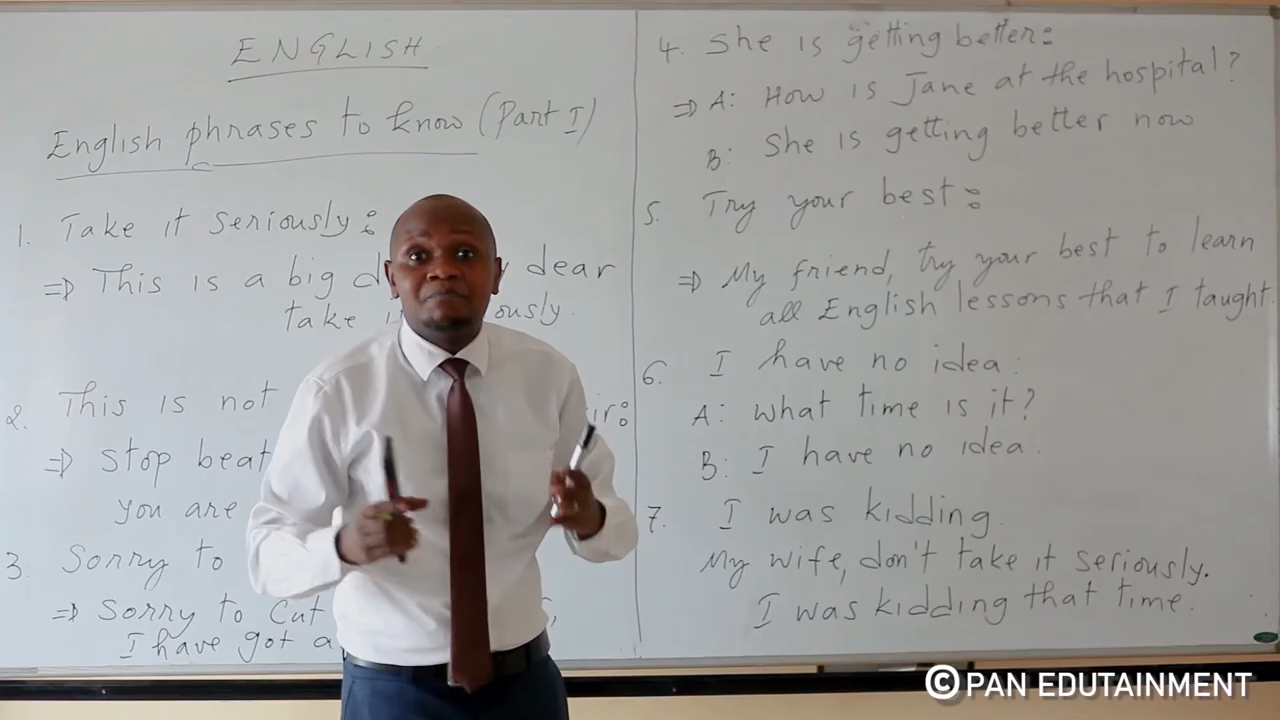 ENGLISH
English phrases to know (Part I)
1. Take it seriously:
⇒ This is a big dear
take ously.
2. This is not
⇒ Stop beat
you are
3. Sorry to
⇒ Sorry to cut
I have got a
4. She is getting better:
⇒ A: How is Jane at the hospital?
B: She is getting better now
5. Try your best:
⇒ My friend, try your best to learn
all English lessons that I taught
6. I have no idea.
A: What time is it?
B: I have no idea.
7. I was kidding.
My wife, don't take it seriously.
I was kidding that time.
© PAN EDUTAINMENT